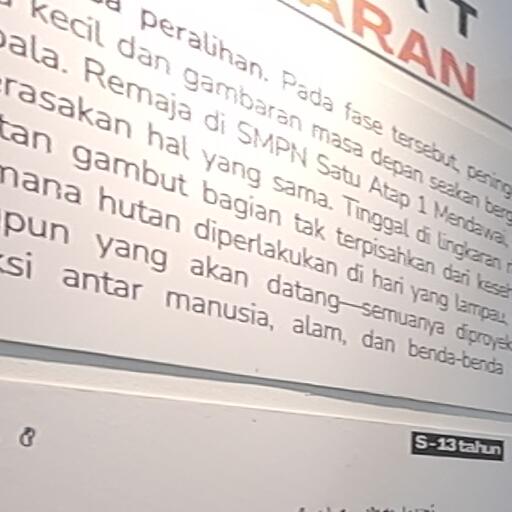 ARAN
peralihan. Pada fase tersebut, pening
kecil dan gambaran masa depan seakan berg
pala. Remaja di SMPN Satu Atap 1 Mendawai,
erasakan hal yang sama. Tinggal di lingkaran
tan gambut bagian tak terpisahkan dari keseh
mana hutan diperlakukan di hari yang lampau,
pun yang akan datang—semuanya diproyek
ksi antar manusia, alam, dan benda-benda
8
S-13 tahun